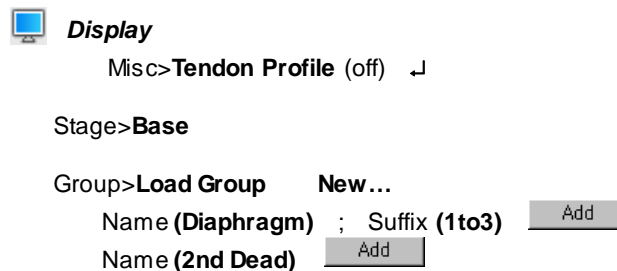 Display
Misc>Tendon Profile (off) ↵
Stage>Base
Group>Load Group New…
Name (Diaphragm) ; Suffix (1to3) Add
Name (2nd Dead) Add